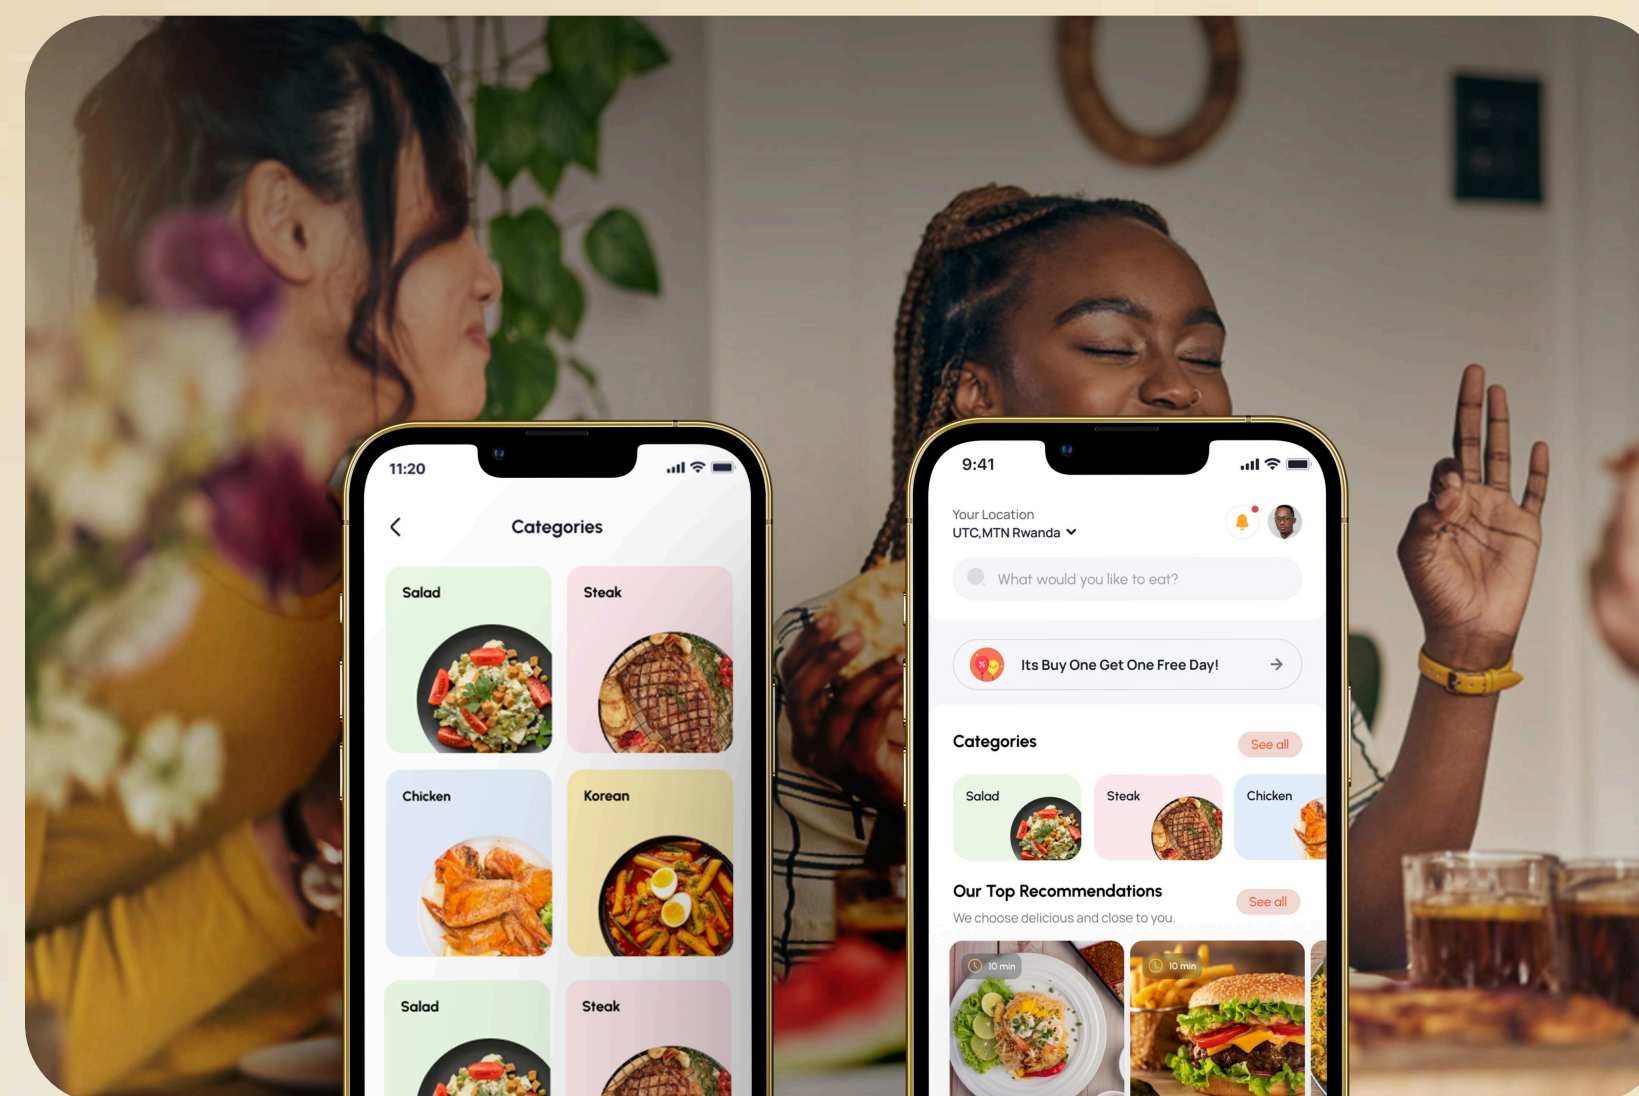 11:20
Categories
Salad
Steak
Chicken
Korean
Salad
Steak
9:41
Your Location
UTC,MTN Rwanda
What would you like to eat?
%
Its Buy One Get One Free Day!
Categories
See all
Salad
Steak
Chicken
Our Top Recommendations
See all
We choose delicious and close to you.
10 min
10 min